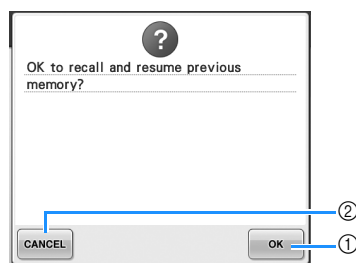 ?
OK to recall and resume previous
memory?
②
CANCEL
OK
①